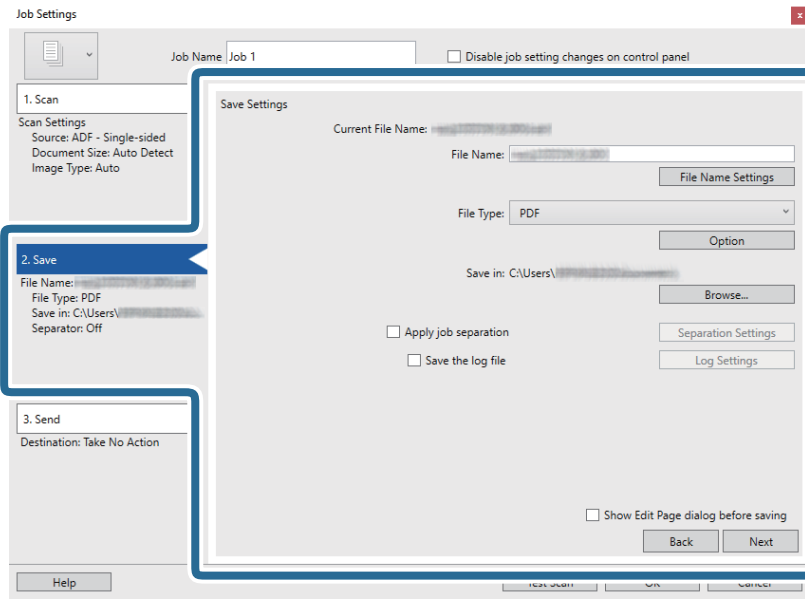 Job Settings
x
Job Name Job 1
Disable job setting changes on control panel
1. Scan
Scan Settings
Source: ADF - Single-sided
Document Size: Auto Detect
Image Type: Auto
2. Save
File Name:
File Type: PDF
Save in: C:\Users\
Separator: Off
3. Send
Destination: Take No Action
Save Settings
Current File Name:
File Name:
File Name Settings
File Type: PDF
Option
Save in: C:\Users\
Browse...
Apply job separation
Separation Settings
Save the log file
Log Settings
Show Edit Page dialog before saving
Back
Next
Help
Test Scan
OK
Cancel